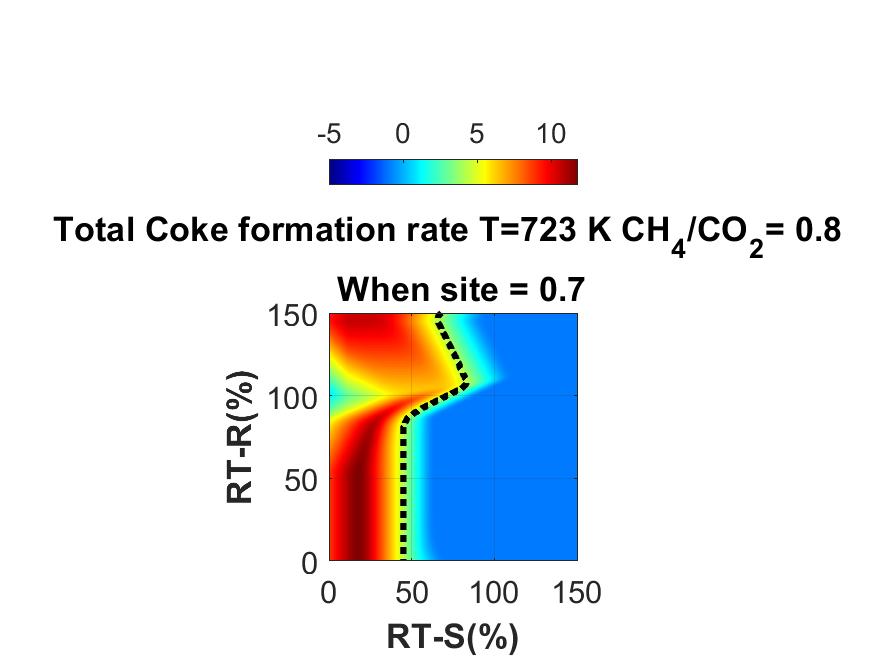 -5 0 5 10
Total Coke formation rate T=723 K CH4/CO2= 0.8
When site = 0.7
150
100
50
0
RT-R(%)
0 50 100 150
RT-S(%)